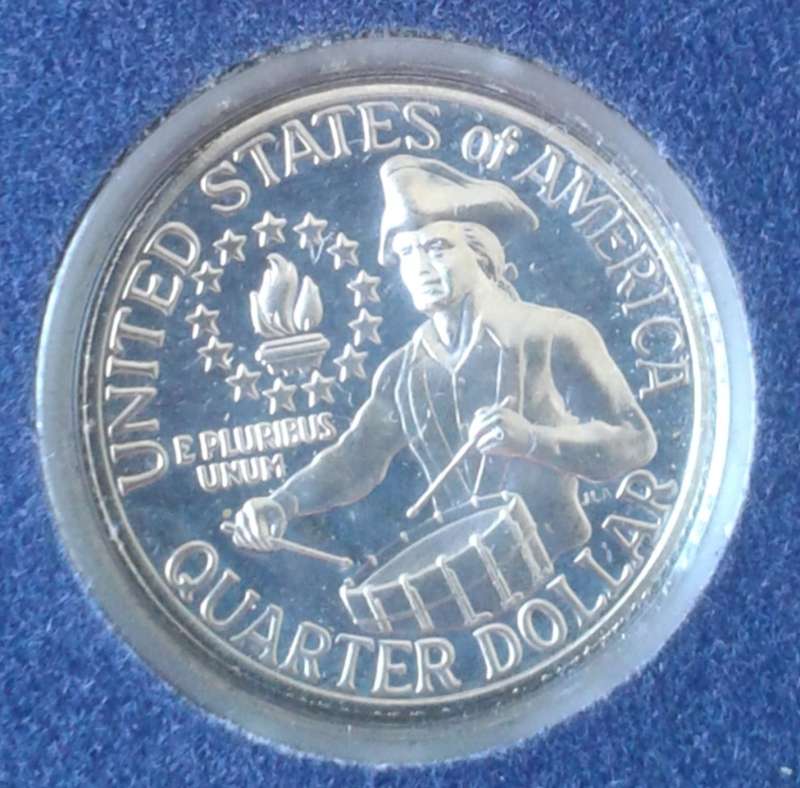 UNITED STATES of AMERICA
E PLURIBUS
UNUM
JLA
QUARTER DOLLAR